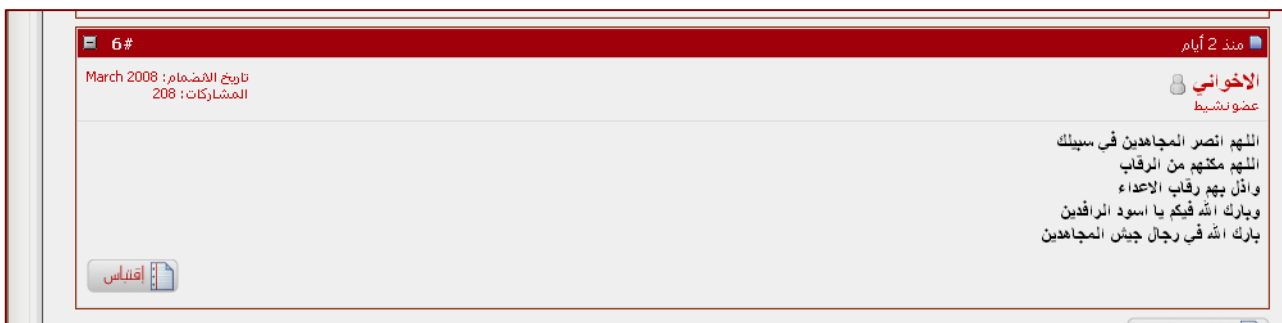 منذ 2 أيام
6#
الاخواني
عضو نشيط
تاريخ الانضمام: March 2008
المشاركات: 208
اللهم انصر المجاهدين في سبيلك
اللهم مكنهم من الرقاب
واذل بهم رقاب الاعداء
وبارك الله فيكم يا اسود الرافدين
بارك الله في رجال جيش المجاهدين
إقتباس